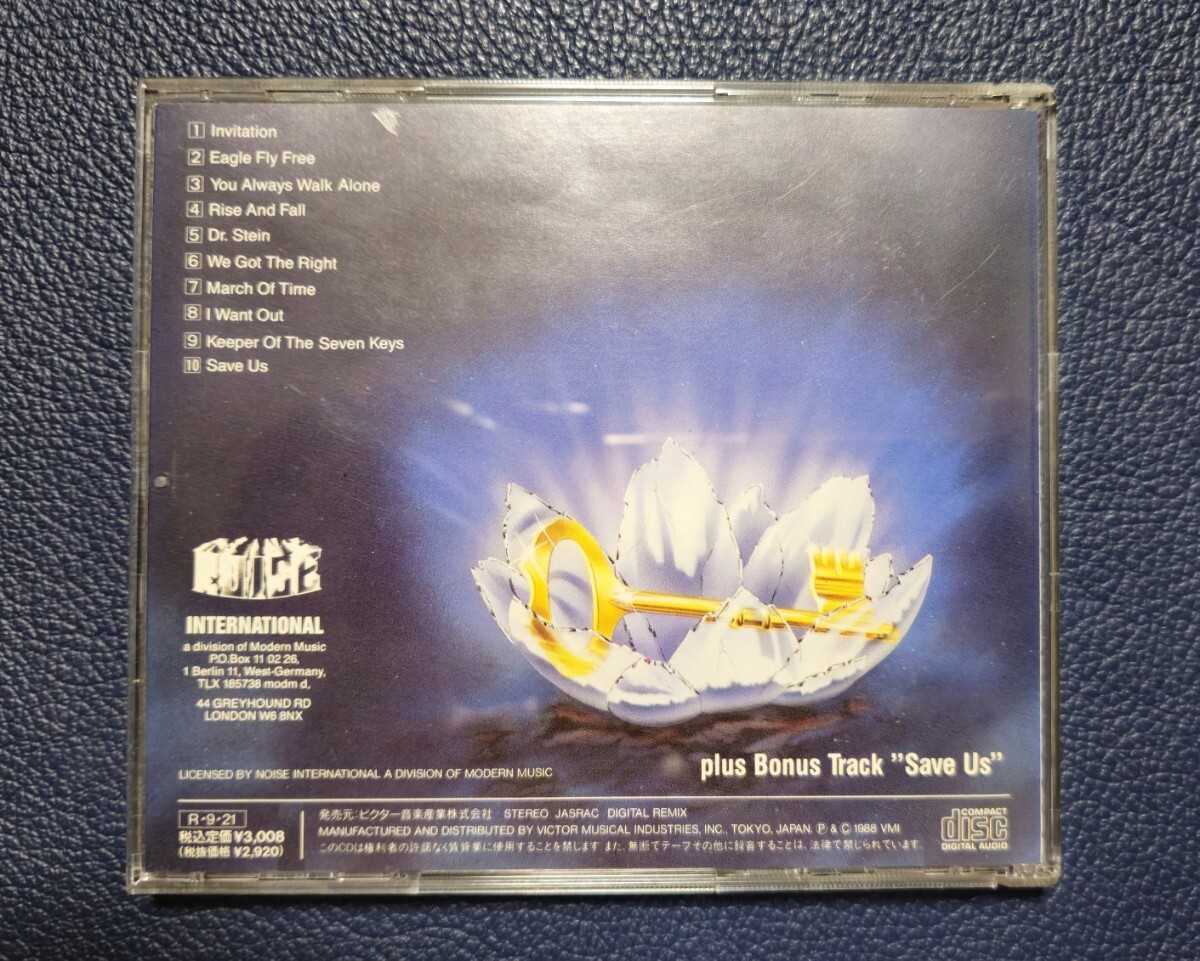 1 Invitation
2 Eagle Fly Free
3 You Always Walk Alone
4 Rise And Fall
5 Dr. Stein
6 We Got The Right
7 March Of Time
8 I Want Out
9 Keeper Of The Seven Keys
10 Save Us
NOISE
INTERNATIONAL
a division of Modern Music
P.O.Box 11 02 26,
1 Berlin 11, West-Germany,
TLX 185738 modm d,
44 GREYHOUND RD
LONDON W6 8NX
plus Bonus Track "Save Us"
LICENSED BY NOISE INTERNATIONAL A DIVISION OF MODERN MUSIC
R・9・21
税込定価¥3,008
(税抜価格 ¥2,920)
発売元:ビクター音楽産業株式会社 STEREO JASRAC DIGITAL REMIX
MANUFACTURED AND DISTRIBUTED BY VICTOR MUSICAL INDUSTRIES, INC., TOKYO, JAPAN Ⓟ & © 1988 VMI
このCDは権利者の許諾なく賃貸業に使用することを禁じます また、無断でテープその他に録音することは、法律で禁じられています.
COMPACT
disc
DIGITAL AUDIO